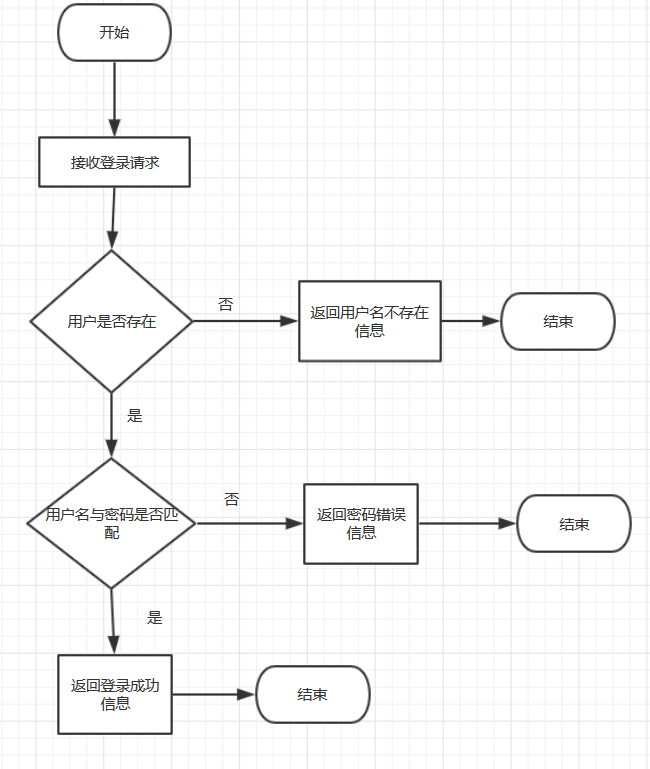 开始
接收登录请求
用户是否存在
否
返回用户名不存在
信息
结束
是
用户名与密码是否匹
配
否
返回密码错误
信息
结束
是
返回登录成功
信息
结束